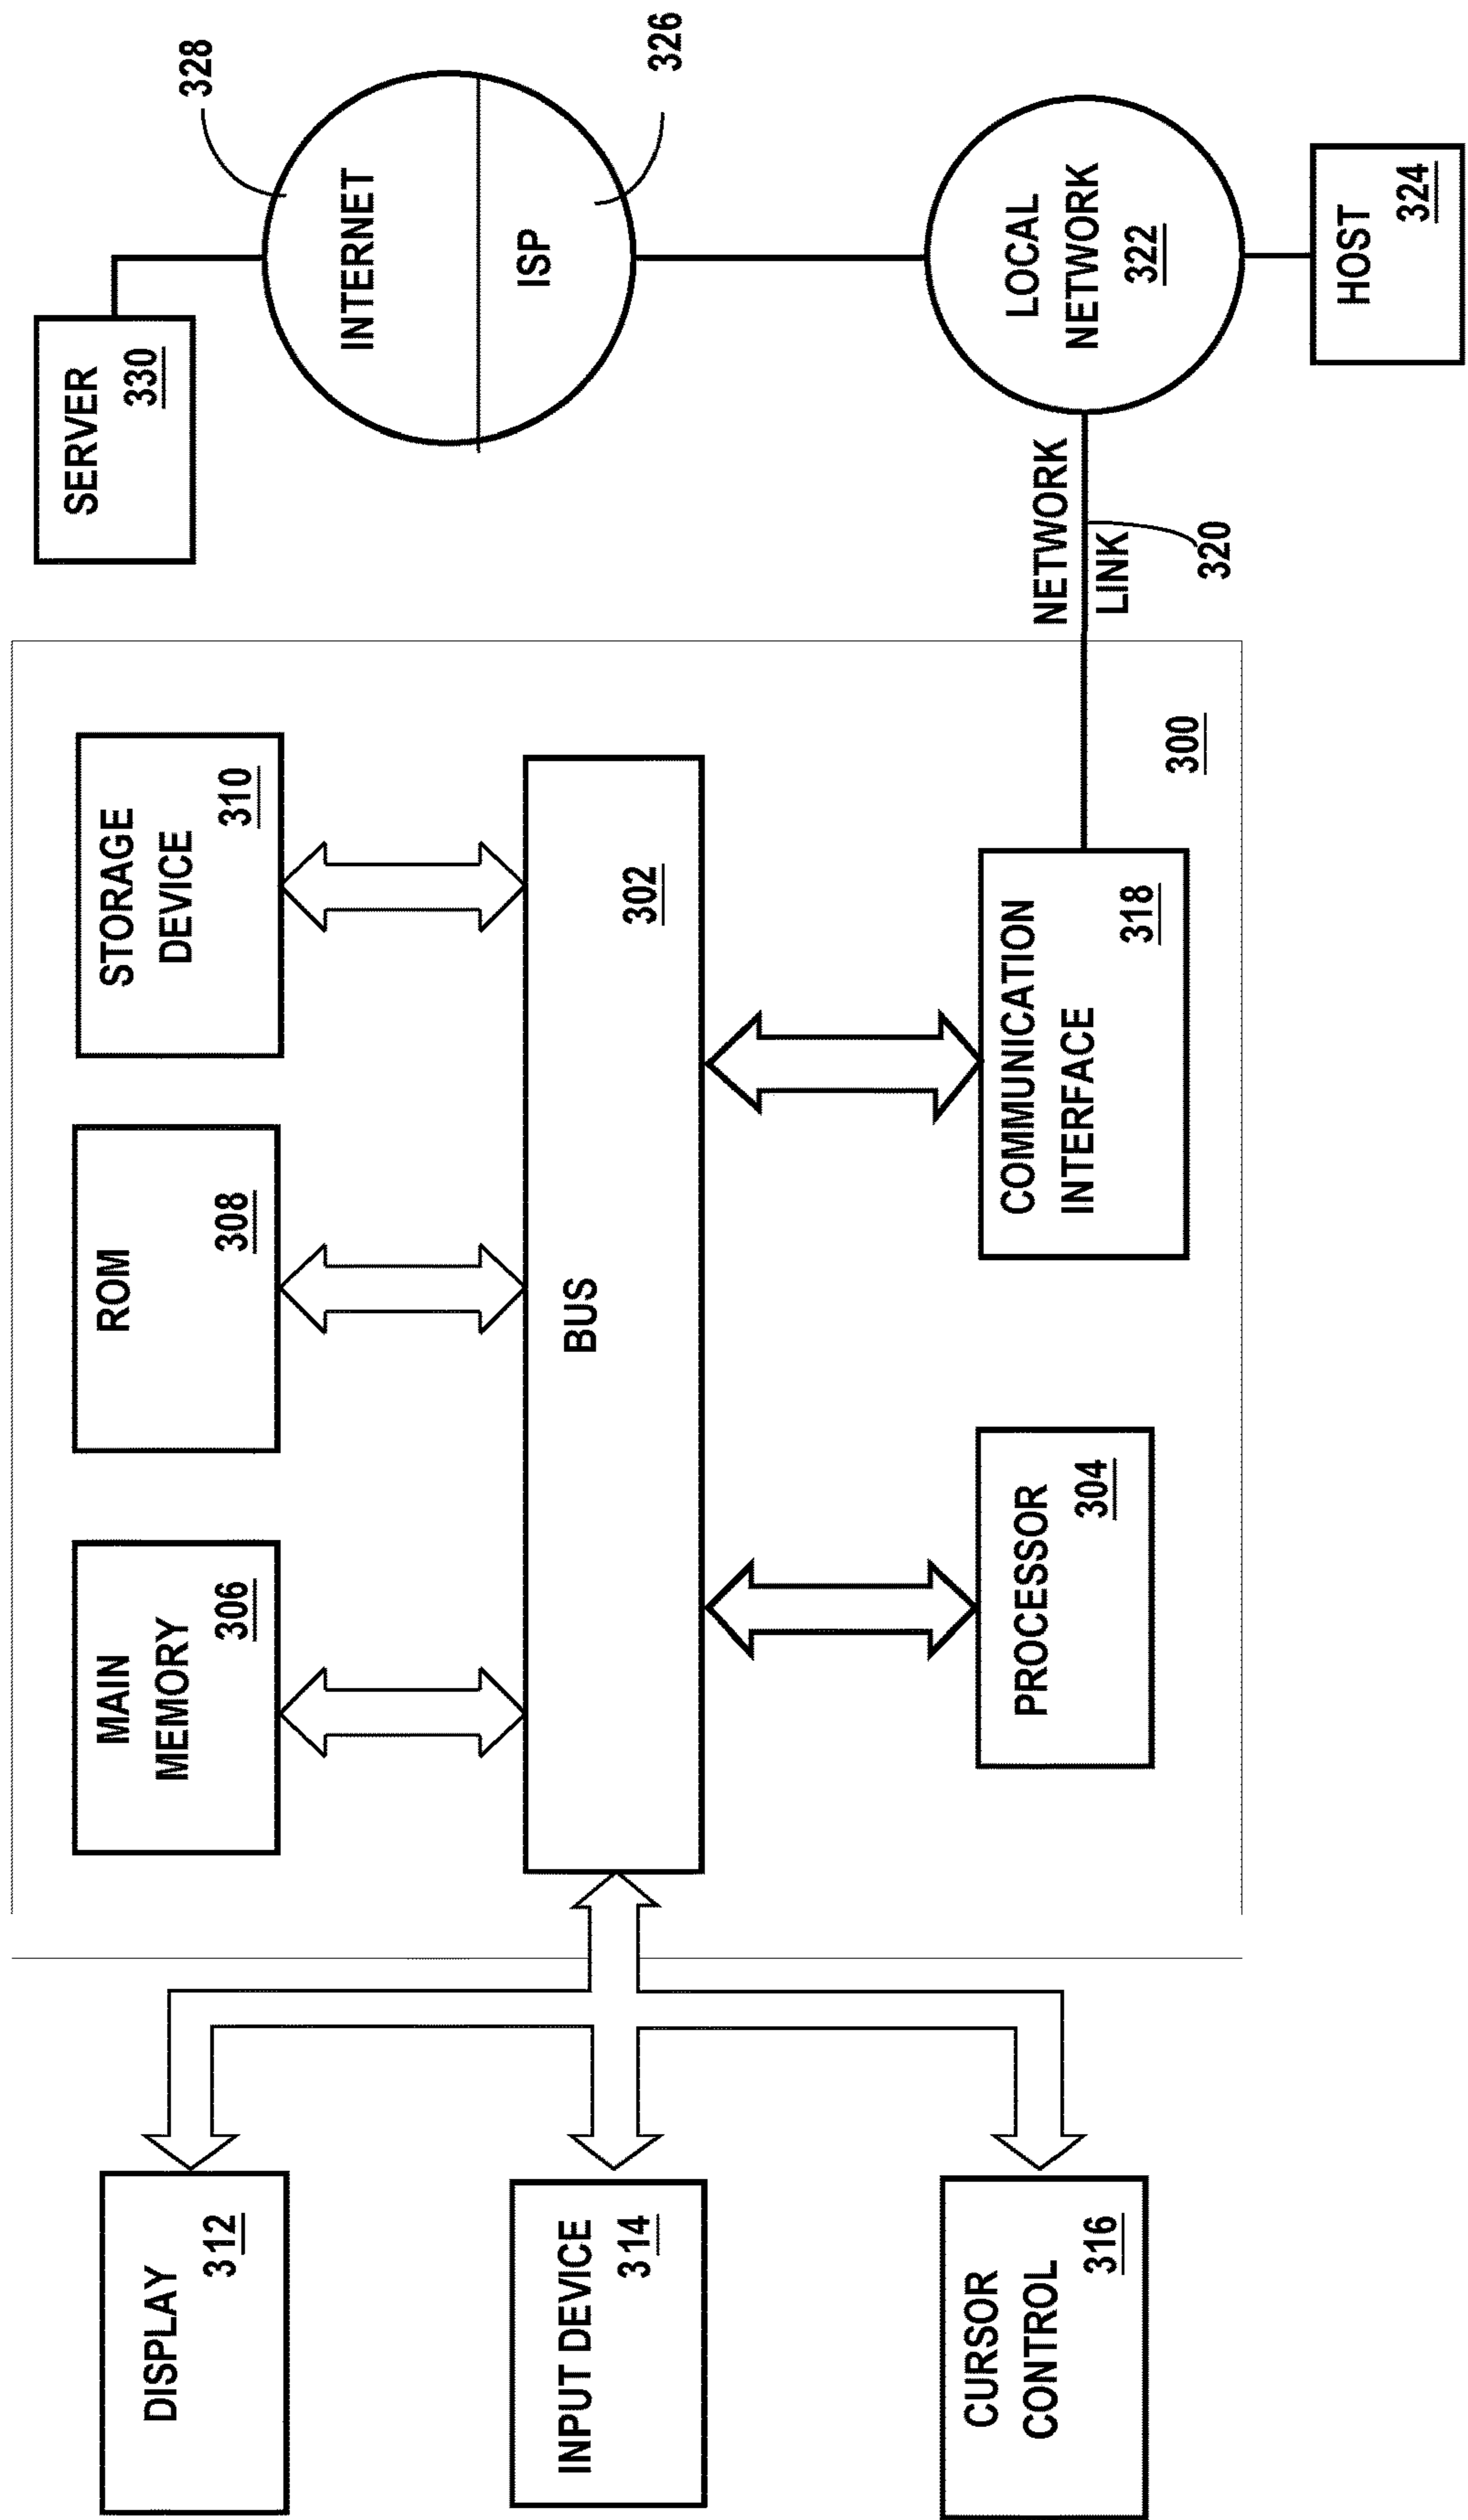 DISPLAY
312
INPUT DEVICE
314
CURSOR
CONTROL
316
MAIN
MEMORY
306
ROM
308
STORAGE
DEVICE
310
BUS
302
PROCESSOR
304
COMMUNICATION
INTERFACE
318
300
SERVER
330
INTERNET
328
ISP
326
NETWORK
LINK
320
LOCAL
NETWORK
322
HOST
324